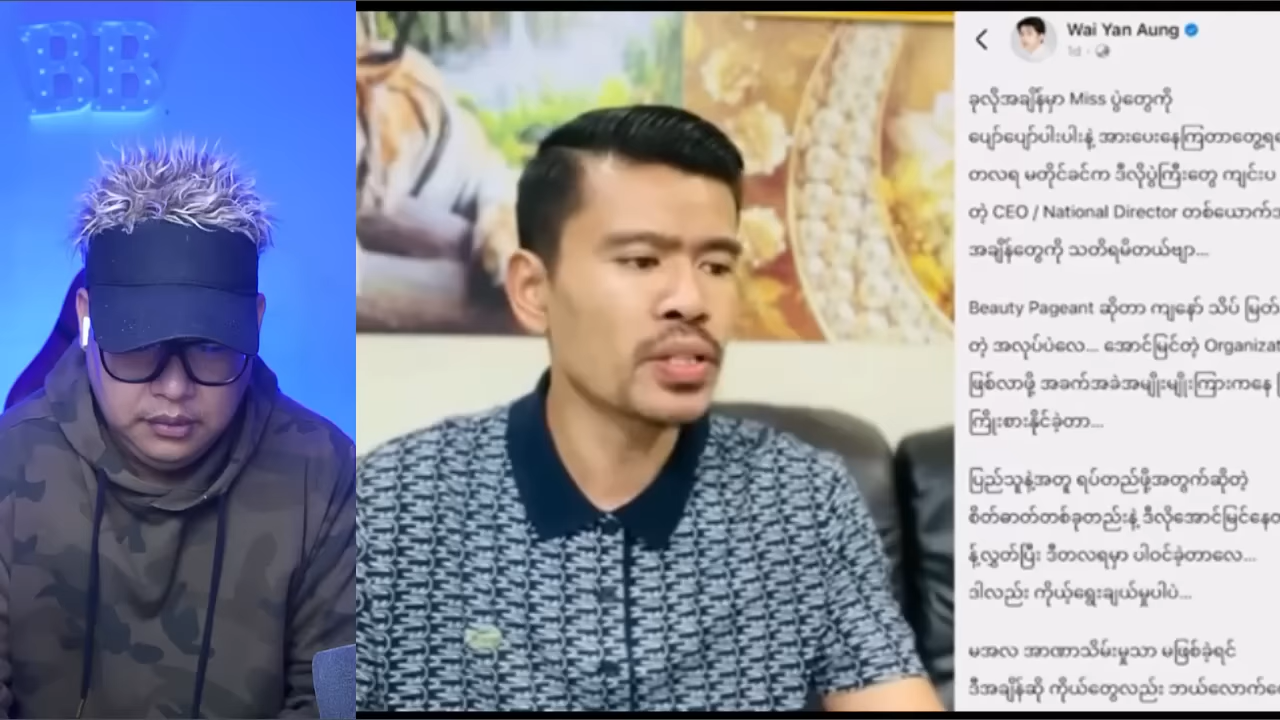 BB
Wai Yan Aung
1d
ခုလိုအချိန်မှာ Miss ပွဲတွေကို
ပျော်ပျော်ပါးပါးနဲ့ အားပေးနေကြတာတွေ့ရ
တလရ မတိုင်ခင်က ဒီလိုပွဲကြီးတွေ ကျင်းပ
တဲ့ CEO / National Director တစ်ယောက်
အချိန်တွေကို သတိရမိတယ်ဗျာ...
Beauty Pageant ဆိုတာ ကျနော် သိပ် မြတ်
တဲ့ အလုပ်ပဲလေ... အောင်မြင်တဲ့ Organizat
ဖြစ်လာဖို့ အခက်အခဲအမျိုးမျိုးကြားကနေ
ကြိုးစားနိုင်ခဲ့တာ...
ပြည်သူနဲ့အတူ ရပ်တည်ဖို့အတွက်ဆိုတဲ့
စိတ်ဓာတ်တစ်ခုတည်းနဲ့ ဒီလိုအောင်မြင်နေ
န့်လွှတ်ပြီး ဒီတလရမှာ ပါဝင်ခဲ့တာလေ...
ဒါလည်း ကိုယ့်ရွေးချယ်မှုပါပဲ...
မအလ အာဏာသိမ်းမှုသာ မဖြစ်ခဲ့ရင်
ဒီအချိန်ဆို ကိုယ်တွေလည်း ဘယ်လောက်